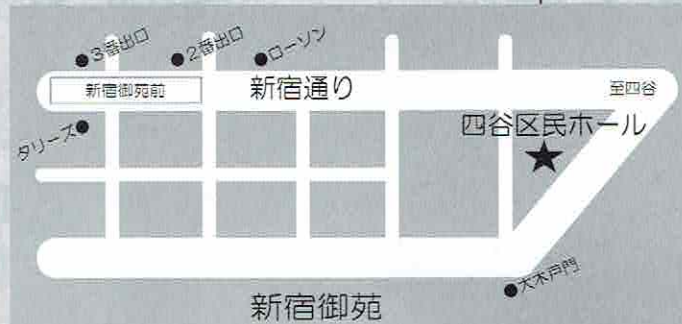 3番出口
2番出口
ローソン
新宿御苑前
新宿通り
至四谷
タリーズ
四谷区民ホール
大木戸門
新宿御苑